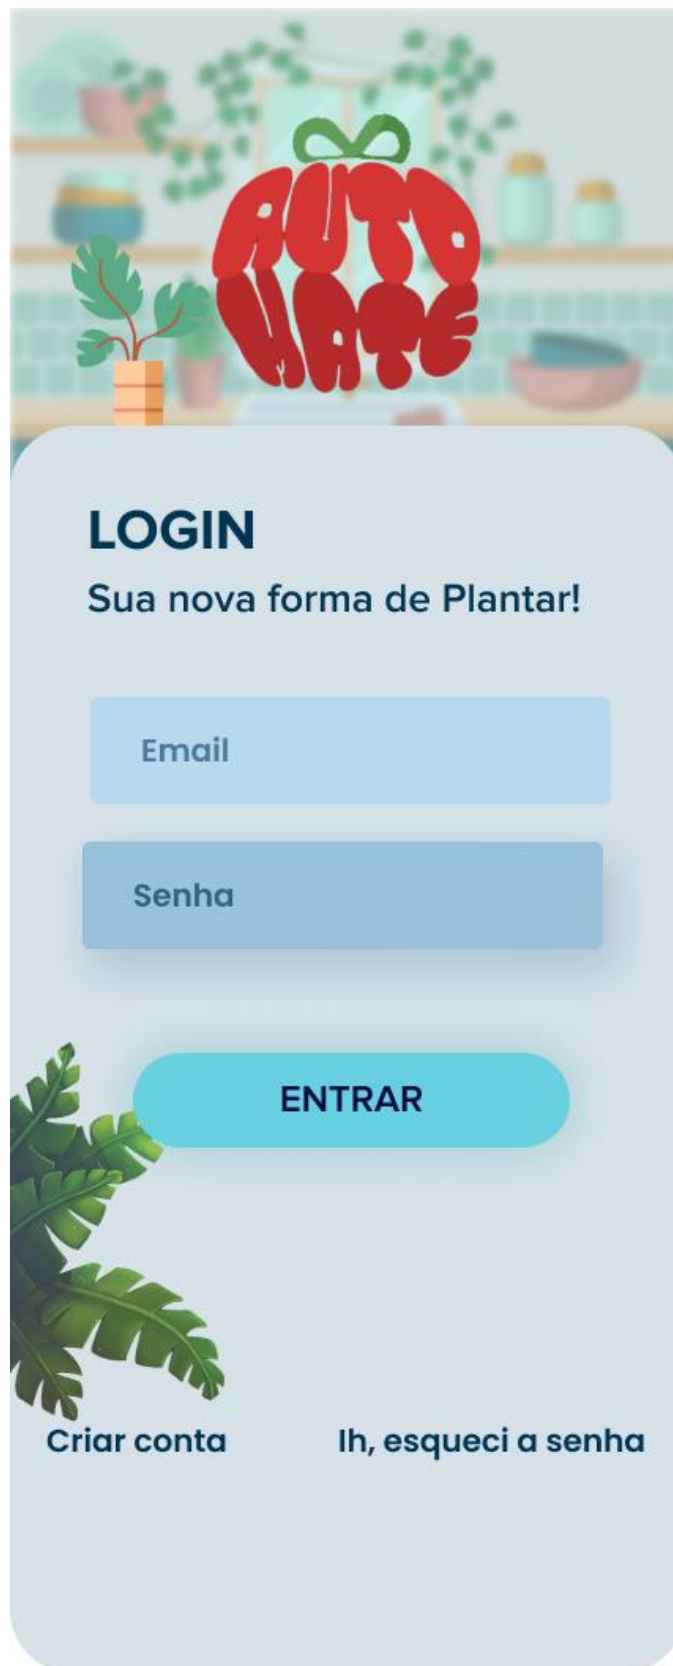 AUTO
MATE
LOGIN
Sua nova forma de Plantar!
Email
Senha
ENTRAR
Criar conta
Ih, esqueci a senha